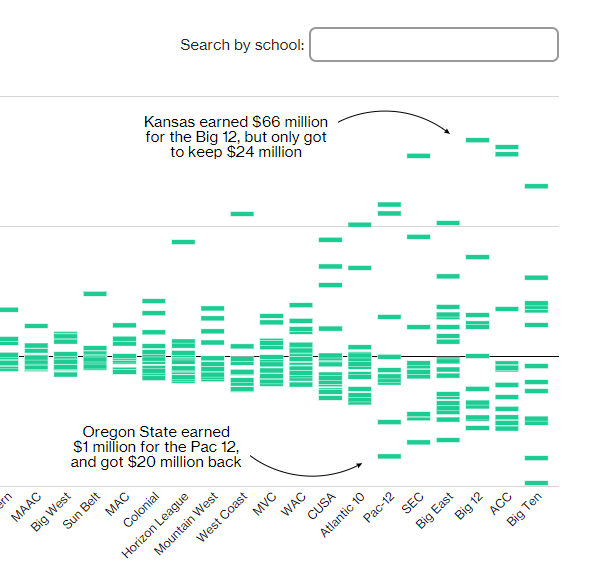 Search by school:
Kansas earned $66 million
for the Big 12, but only got
to keep $24 million
Oregon State earned
$1 million for the Pac 12,
and got $20 million back
MAAC
Big West
Sun Belt
MAC
Colonial
Horizon League
Mountain West
West Coast
MVC
WAC
CUSA
Atlantic 10
Pac-12
SEC
Big East
Big 12
ACC
Big Ten